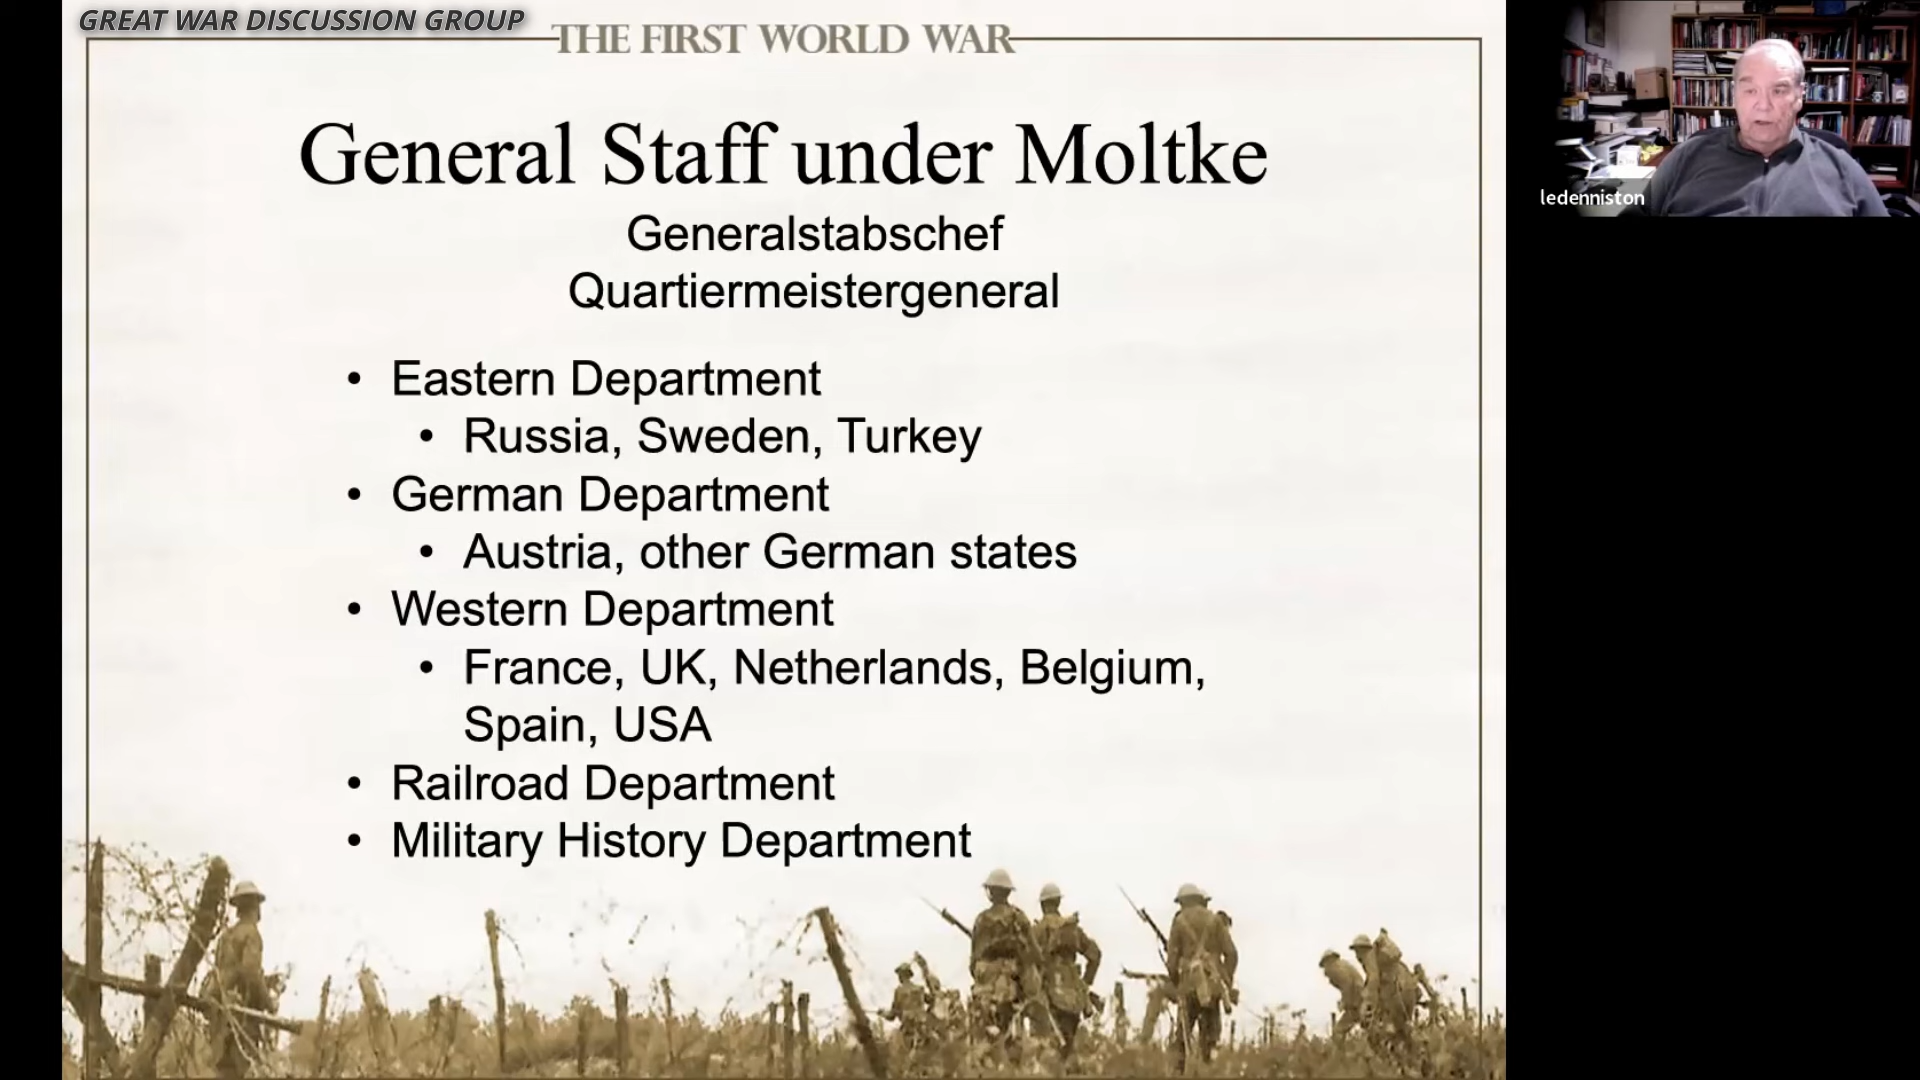 GREAT WAR DISCUSSION GROUP
THE FIRST WORLD WAR
General Staff under Moltke
Generalstabschef
Quartiermeistergeneral
• Eastern Department
• Russia, Sweden, Turkey
• German Department
• Austria, other German states
• Western Department
• France, UK, Netherlands, Belgium,
Spain, USA
• Railroad Department
• Military History Department
ledenniston